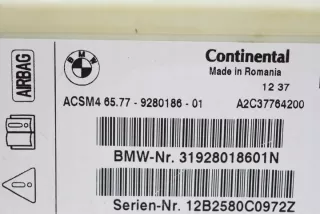 AIRBAG
BMW
Continental
Made in Romania
12 37
ACSM4 65.77 - 9280186 - 01 A2C37764200
BMW-Nr. 31928018601N
Serien-Nr. 12B2580C0972Z